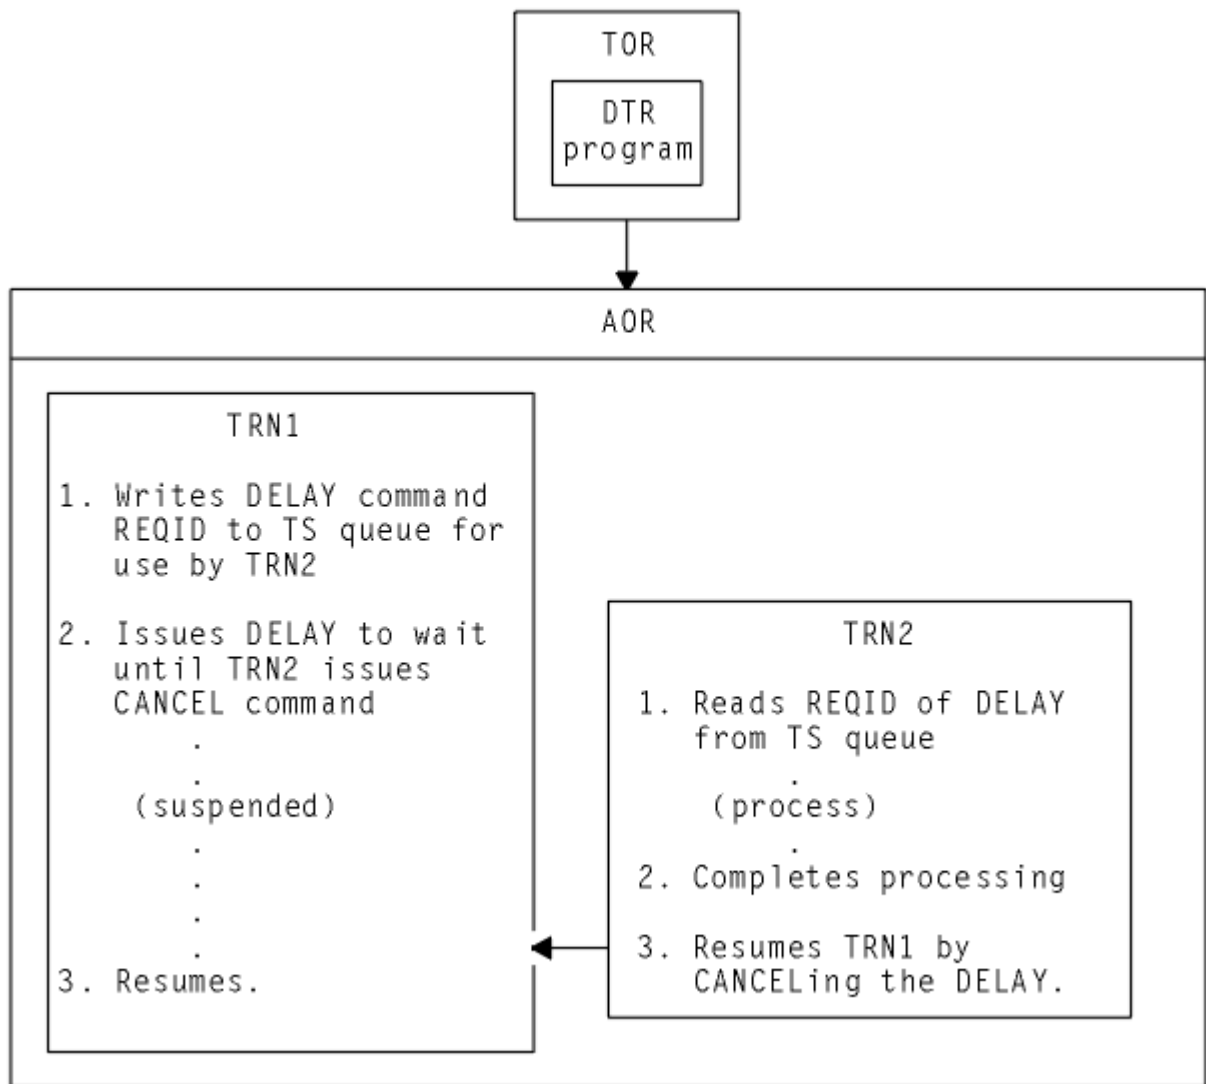 TOR
DTR
program
AOR
TRN1
1. Writes DELAY command
REQID to TS queue for
use by TRN2
2. Issues DELAY to wait
until TRN2 issues
CANCEL command
.
.
(suspended)
.
.
.
.
3. Resumes.
TRN2
1. Reads REQID of DELAY
from TS queue
.
(process)
.
2. Completes processing
3. Resumes TRN1 by
CANCELing the DELAY.